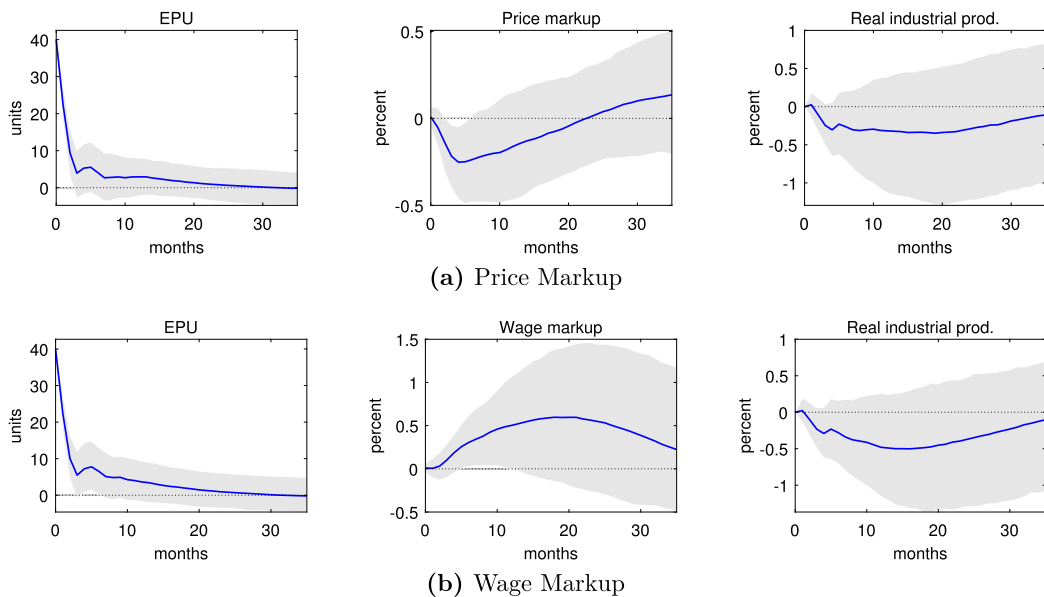 EPU
units
40
30
20
10
0
0 10 20 30
months
Price markup
percent
0.5
0
-0.5
0 10 20 30
months
Real industrial prod.
percent
1
0.5
0
-0.5
-1
0 10 20 30
months
(a) Price Markup
EPU
units
40
30
20
10
0
0 10 20 30
months
Wage markup
percent
1.5
1
0.5
0
-0.5
0 10 20 30
months
Real industrial prod.
percent
1
0.5
0
-0.5
-1
0 10 20 30
months
(b) Wage Markup